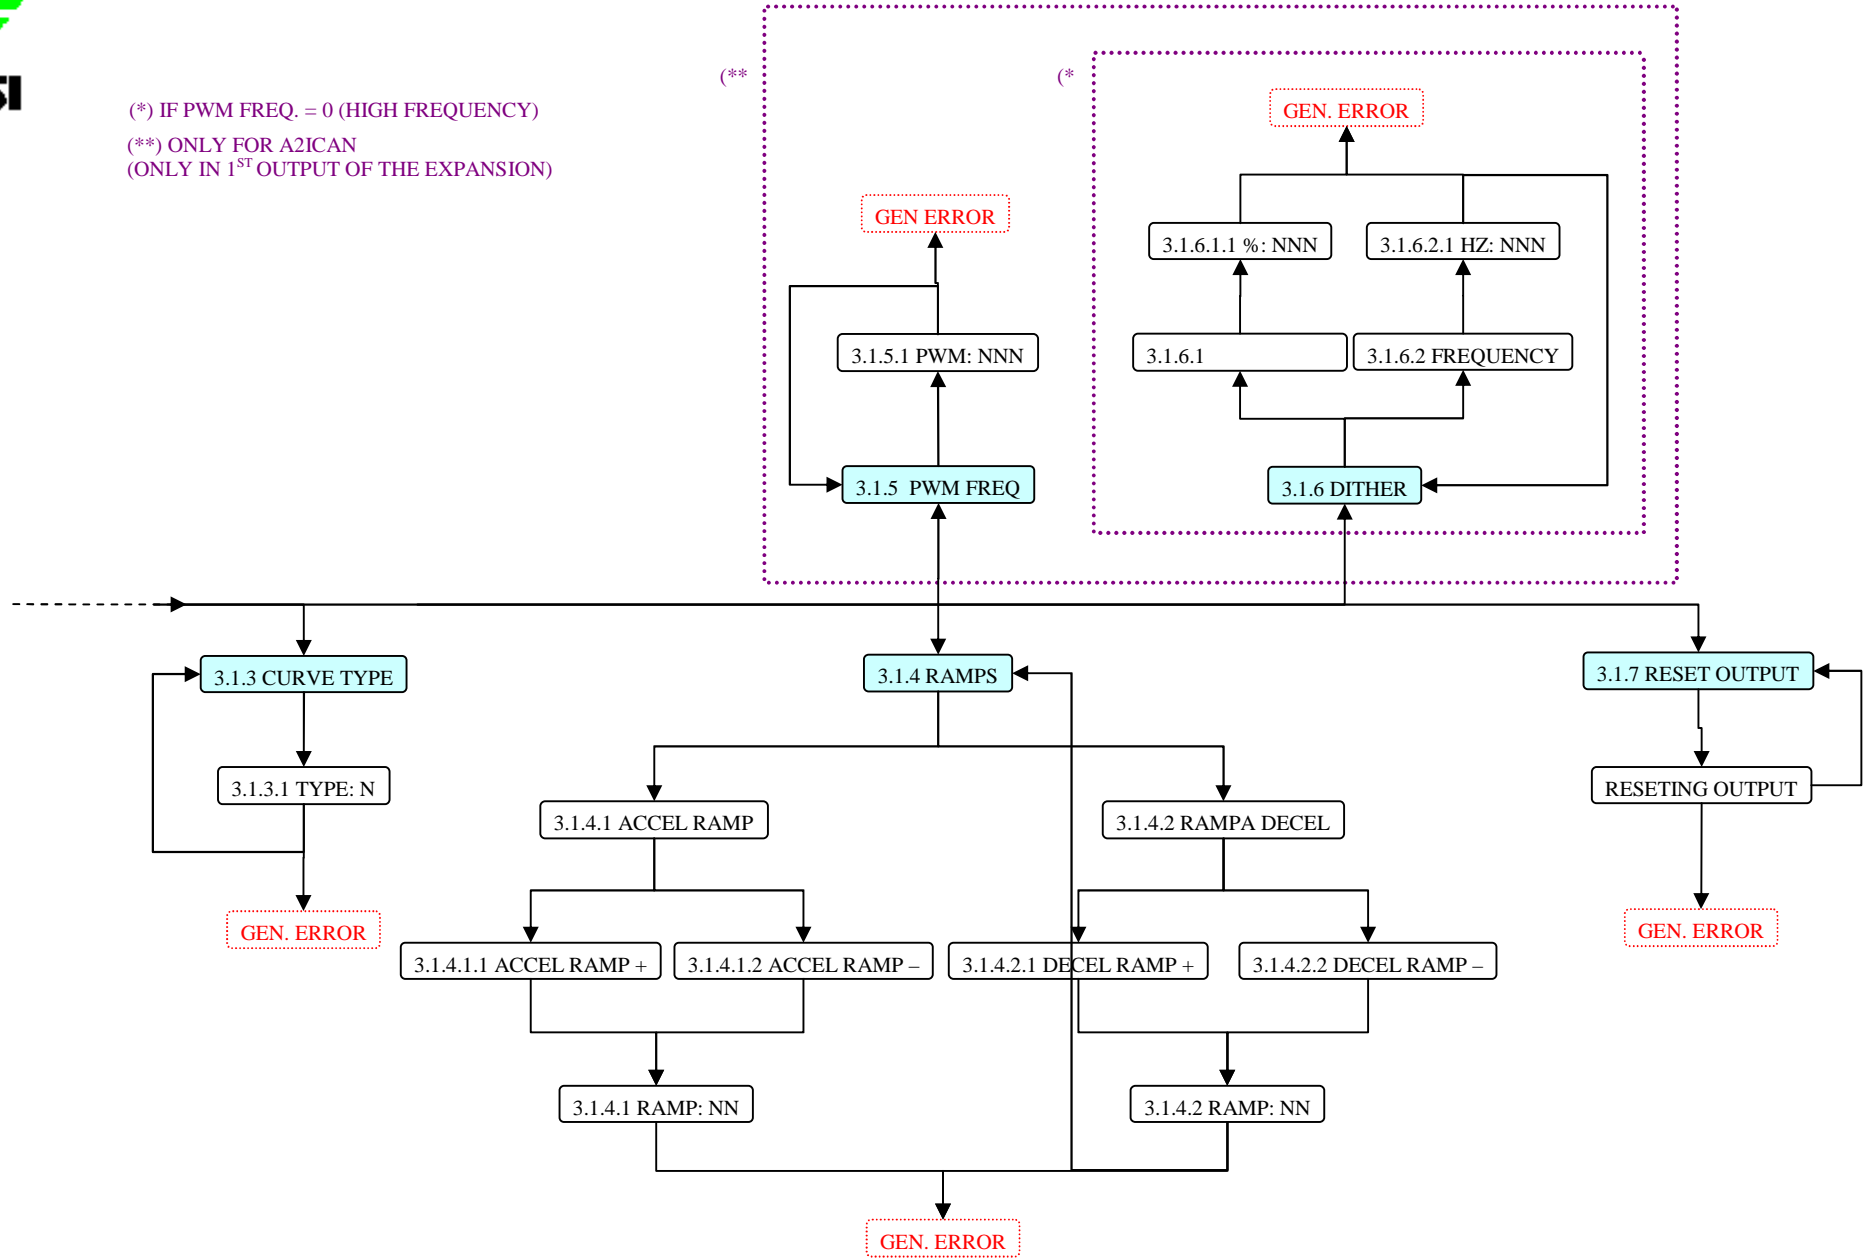 (** (*
(*) IF PWM FREQ. = 0 (HIGH FREQUENCY)
(**) ONLY FOR A2ICAN
(ONLY IN 1ST OUTPUT OF THE EXPANSION)
GEN. ERROR
GEN ERROR
3.1.6.1.1 %: NNN
3.1.6.2.1 HZ: NNN
3.1.5.1 PWM: NNN
3.1.6.1
3.1.6.2 FREQUENCY
3.1.5 PWM FREQ
3.1.6 DITHER
3.1.3 CURVE TYPE
3.1.4 RAMPS
3.1.7 RESET OUTPUT
3.1.3.1 TYPE: N
RESETING OUTPUT
3.1.4.1 ACCEL RAMP
3.1.4.2 RAMPA DECEL
GEN. ERROR
GEN. ERROR
3.1.4.1.1 ACCEL RAMP +
3.1.4.1.2 ACCEL RAMP –
3.1.4.2.1 DECEL RAMP +
3.1.4.2.2 DECEL RAMP –
3.1.4.1 RAMP: NN
3.1.4.2 RAMP: NN
GEN. ERROR